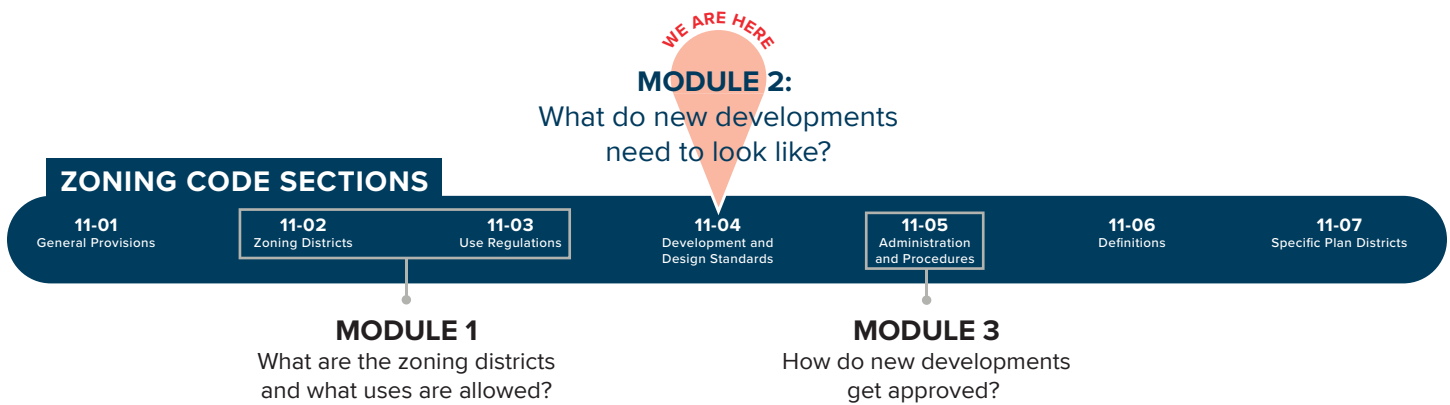 WE ARE HERE
MODULE 2:
What do new developments
need to look like?
ZONING CODE SECTIONS
11-01
General Provisions
11-02
Zoning Districts
11-03
Use Regulations
11-04
Development and
Design Standards
11-05
Administration
and Procedures
11-06
Definitions
11-07
Specific Plan Districts
MODULE 1
What are the zoning districts
and what uses are allowed?
MODULE 3
How do new developments
get approved?